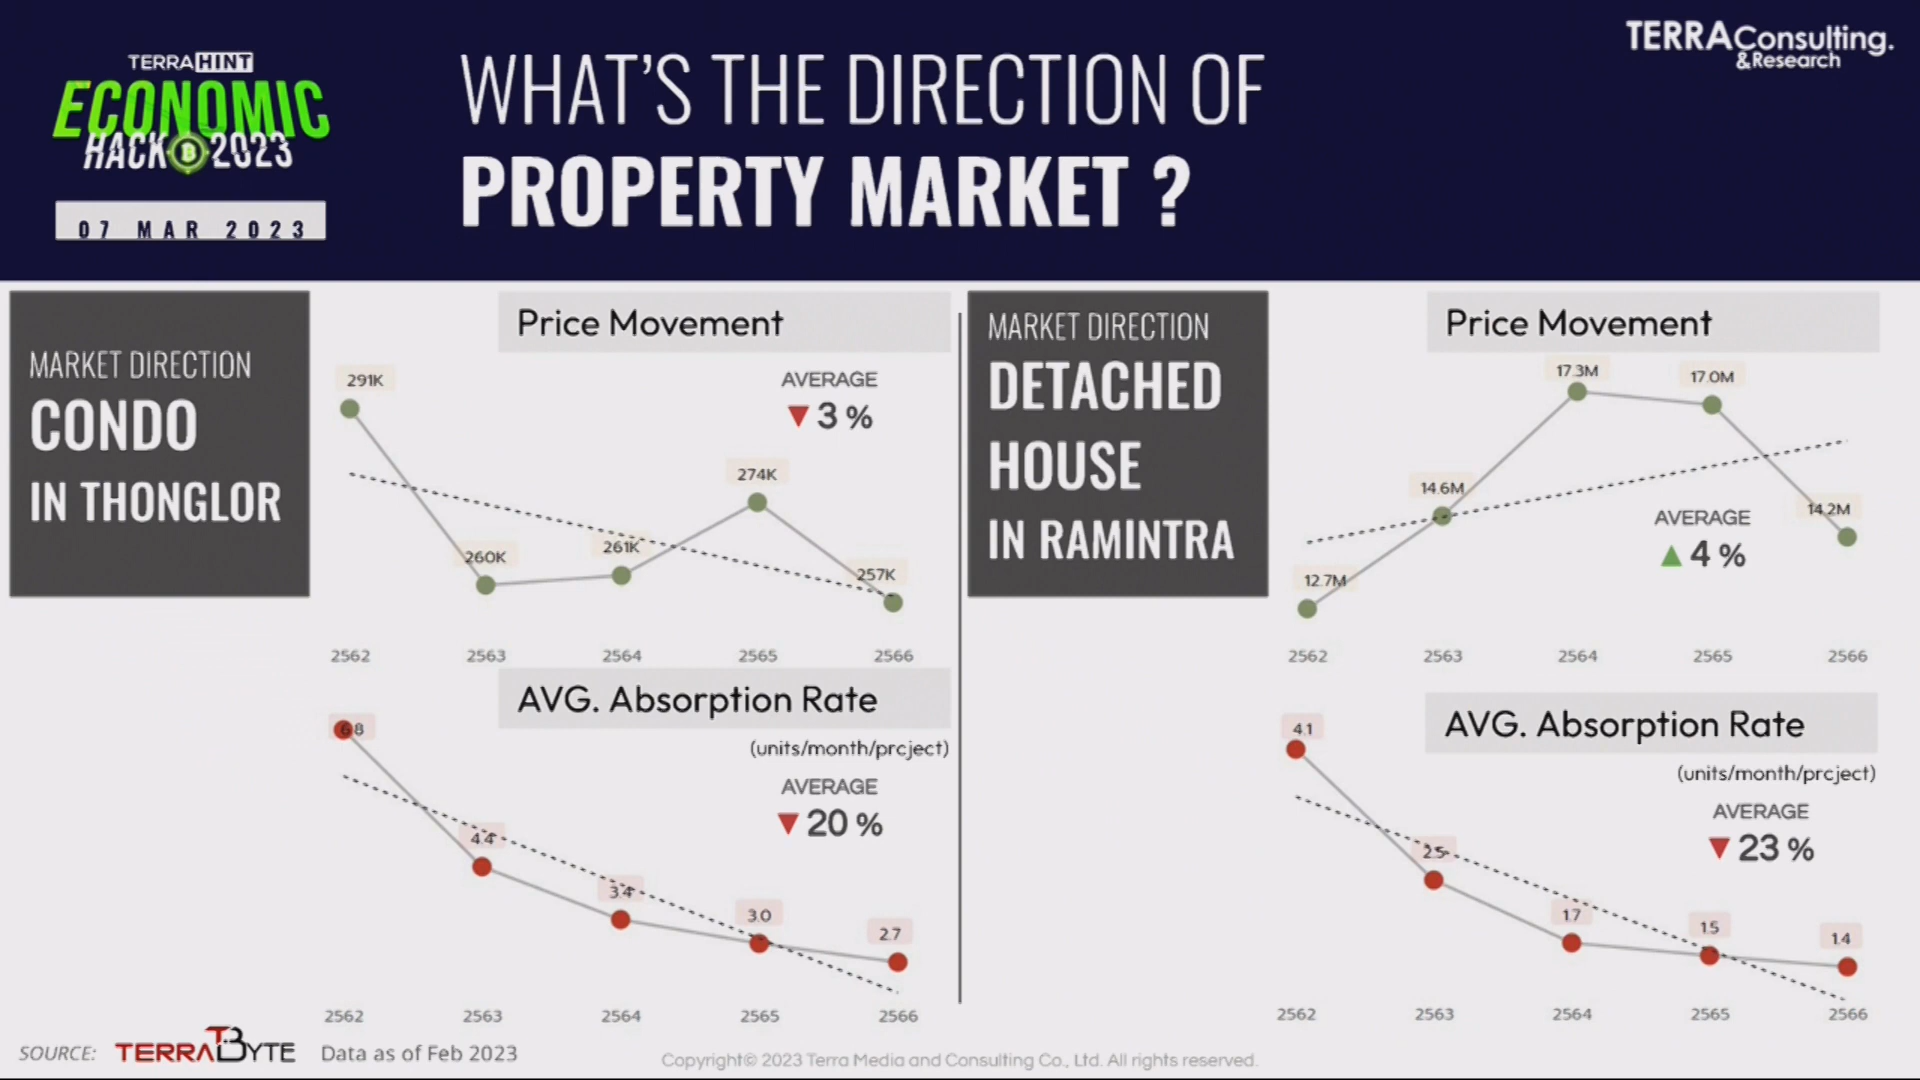 TERRAHINT
ECONOMIC
HACK 2023
07 MAR 2023
WHAT'S THE DIRECTION OF
PROPERTY MARKET ?
TERRA Consulting.
&Research
MARKET DIRECTION
CONDO
IN THONGLOR
Price Movement
AVERAGE
▼ 3 %
291K
260K
261K
274K
257K
2562 2563 2564 2565 2566
AVG. Absorption Rate
(units/month/project)
AVERAGE
▼ 20 %
6.8
4.4
3.4
3.0
2.7
2562 2563 2564 2565 2566
MARKET DIRECTION
DETACHED
HOUSE
IN RAMINTRA
Price Movement
12.7M
14.6M
17.3M
17.0M
14.2M
AVERAGE
▲ 4 %
2562 2563 2564 2565 2566
AVG. Absorption Rate
(units/month/project)
AVERAGE
▼ 23 %
4.1
2.5
1.7
1.5
1.4
2562 2563 2564 2565 2566
SOURCE: TERRABYTE Data as of Feb 2023
Copyright© 2023 Terra Media and Consulting Co., Ltd. All rights reserved.